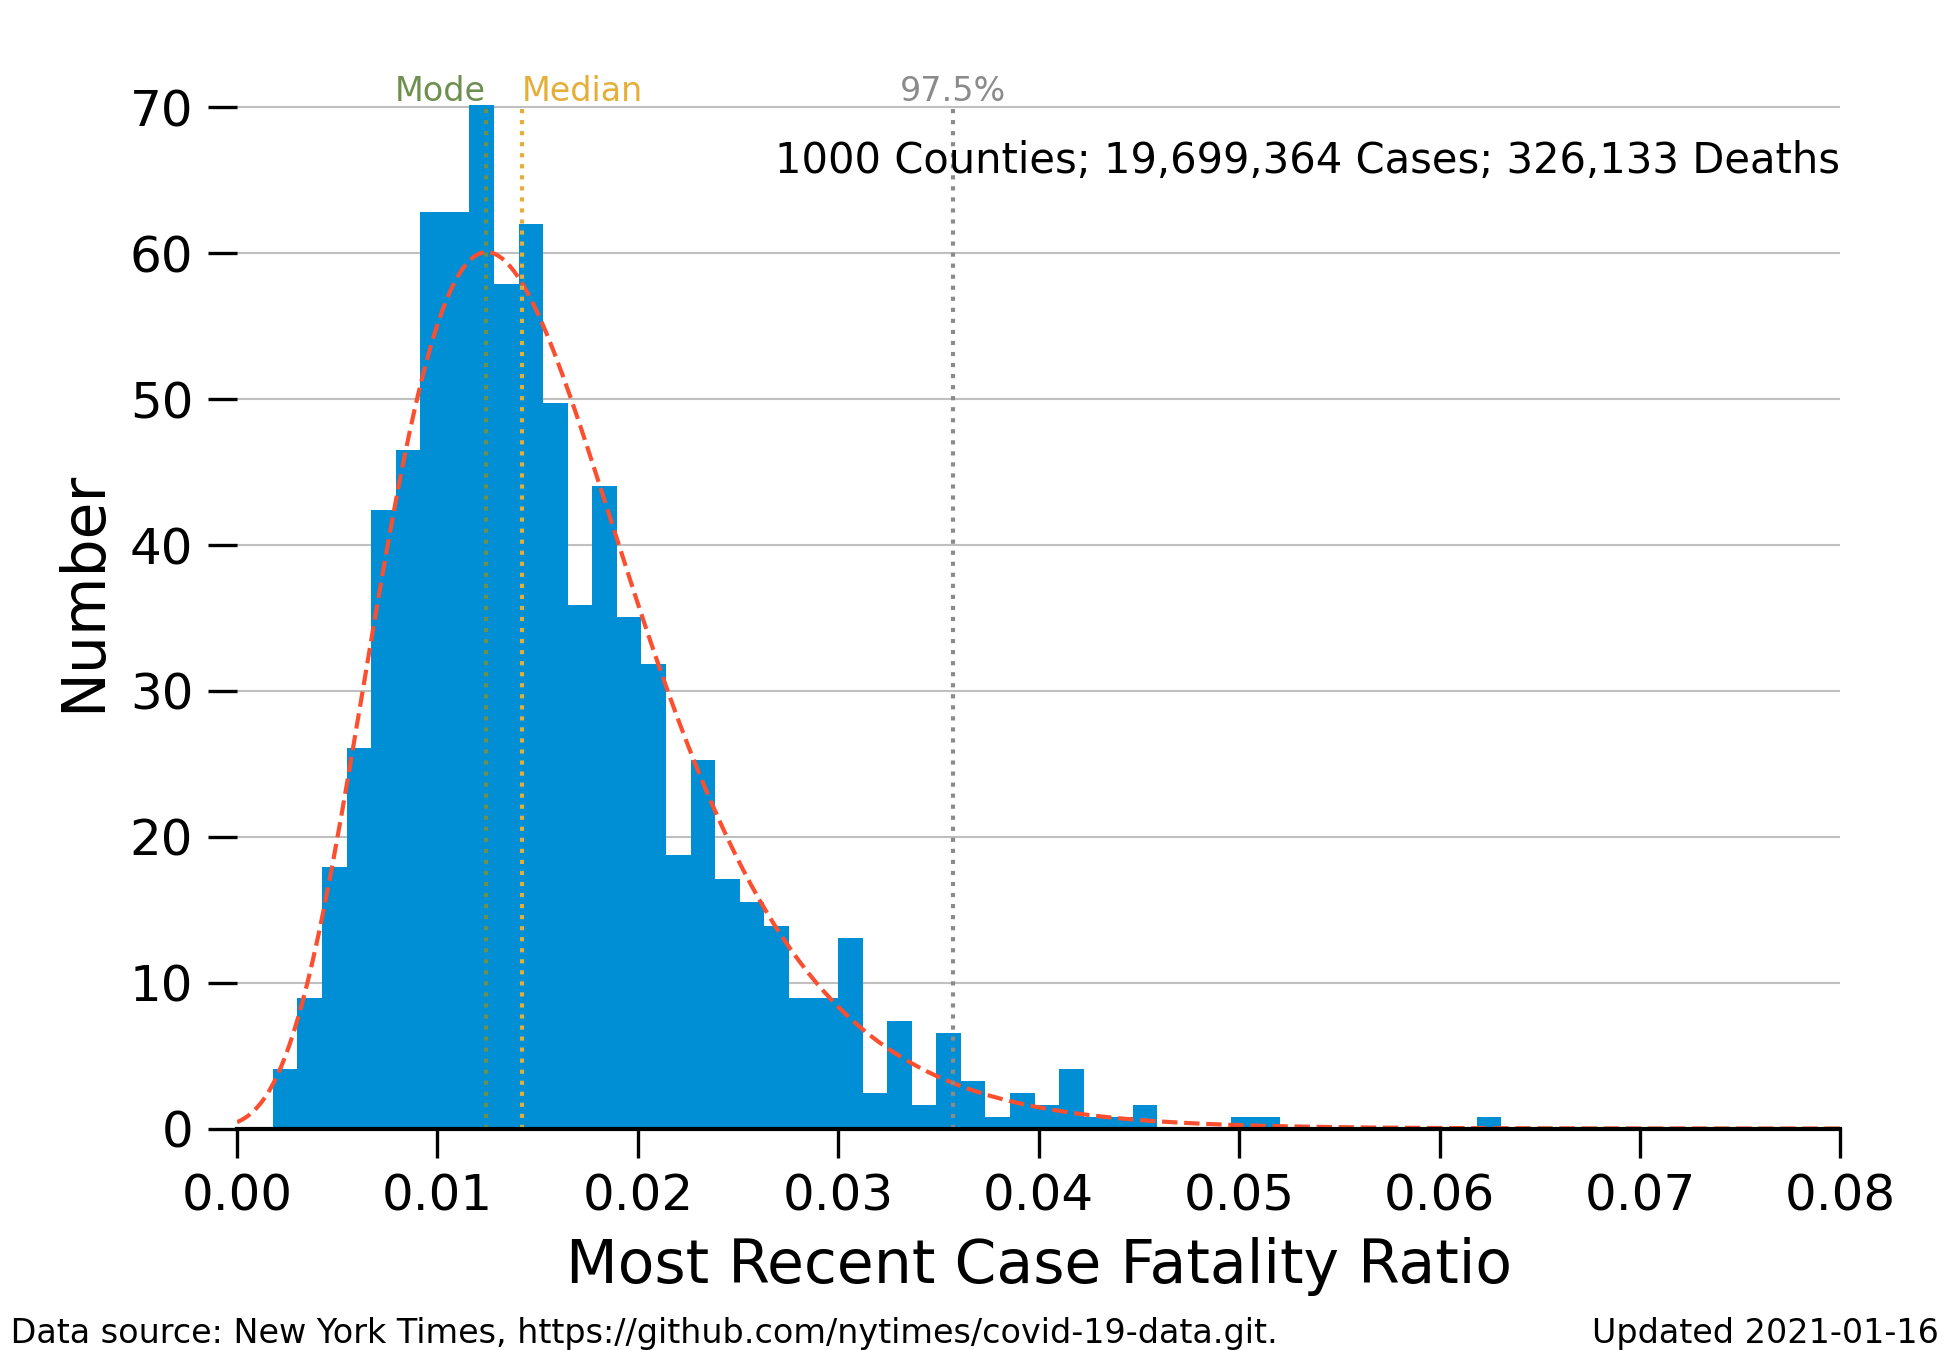 Mode Median 97.5%
70
1000 Counties; 19,699,364 Cases; 326,133 Deaths
60
50
40
30
20
10
0
Number
0.00 0.01 0.02 0.03 0.04 0.05 0.06 0.07 0.08
Most Recent Case Fatality Ratio
Data source: New York Times, https://github.com/nytimes/covid-19-data.git. Updated 2021-01-16